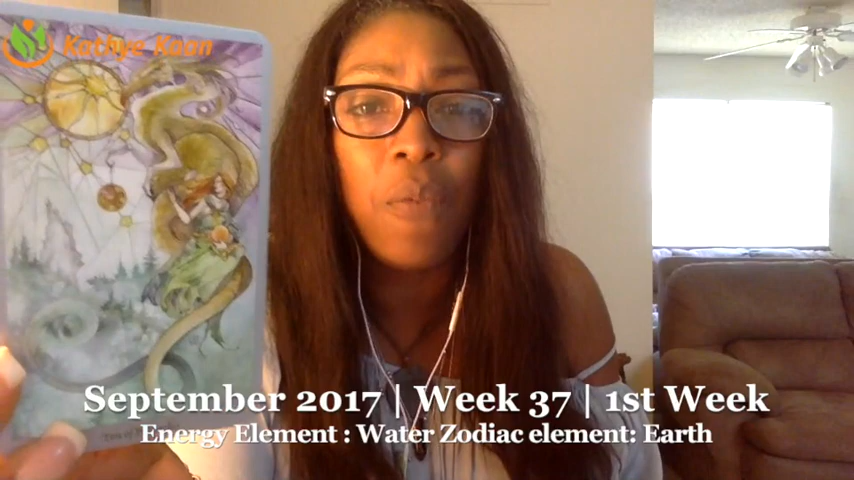 Kathye Kaan
September 2017 | Week 37 | 1st Week
Energy Element : Water Zodiac element: Earth